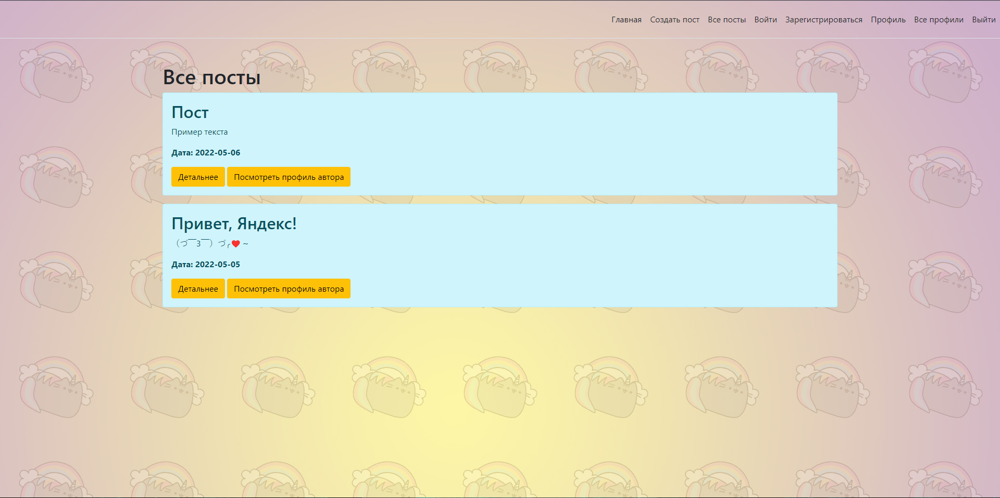 Главная Создать пост Все посты Войти Зарегистрироваться Профиль Все профили Выйти
Все посты
Пост
Пример текста
Дата: 2022-05-06
Детальнее Посмотреть профиль автора
Привет, Яндекс!
（づ￣3￣）づ╭❤️～
Дата: 2022-05-05
Детальнее Посмотреть профиль автора